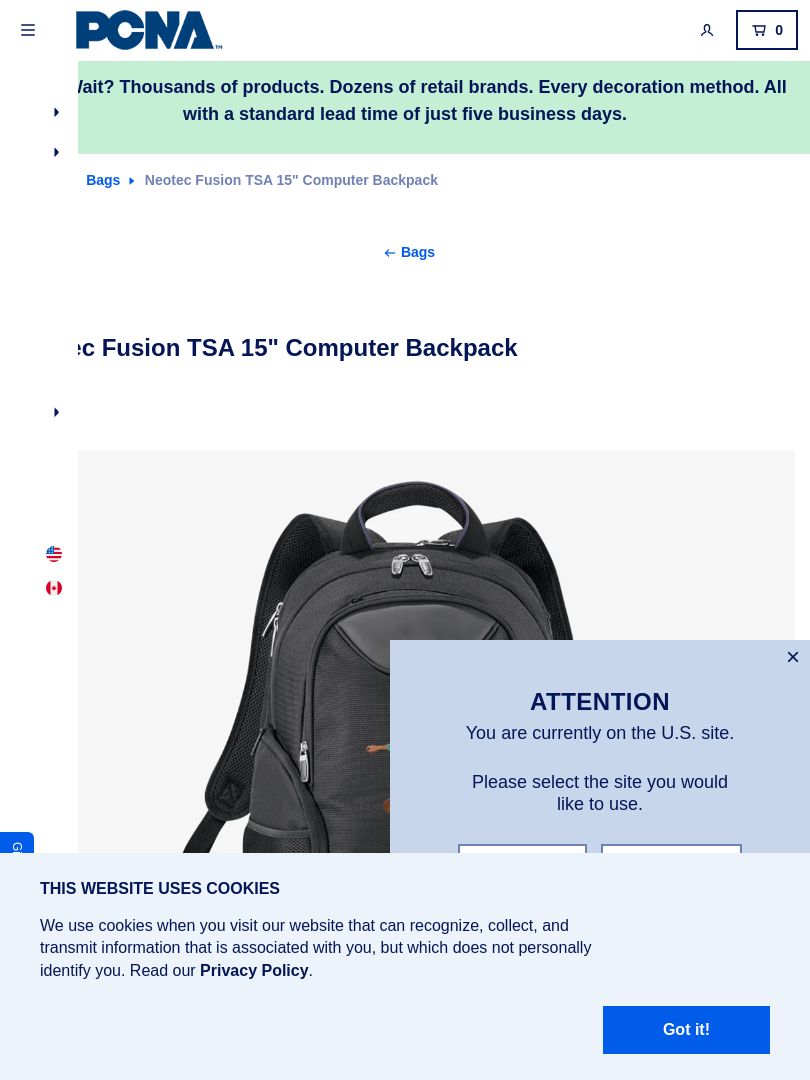 PCNA TM
0
Wait? Thousands of products. Dozens of retail brands. Every decoration method. All
with a standard lead time of just five business days.
Bags Neotec Fusion TSA 15" Computer Backpack
Bags
Fusion TSA 15" Computer Backpack
ATTENTION
You are currently on the U.S. site.
Please select the site you would
like to use.
THIS WEBSITE USES COOKIES
We use cookies when you visit our website that can recognize, collect, and
transmit information that is associated with you, but which does not personally
identify you. Read our Privacy Policy.
Got it!